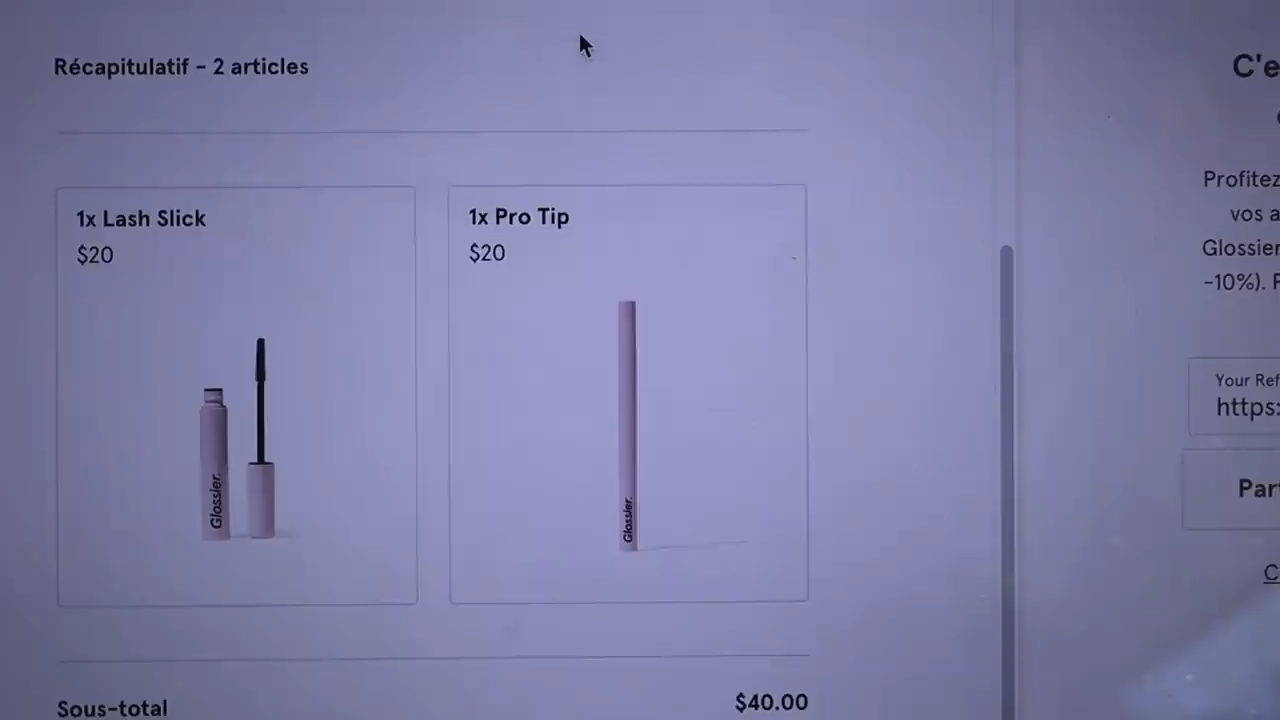 Récapitulatif - 2 articles
1x Lash Slick
$20
Glossier.
1x Pro Tip
$20
Glossier.
Sous-total
$40.00
C'e
Profitez
vos a
Glossier
-10%). F
Your Ref
https:
Part
C